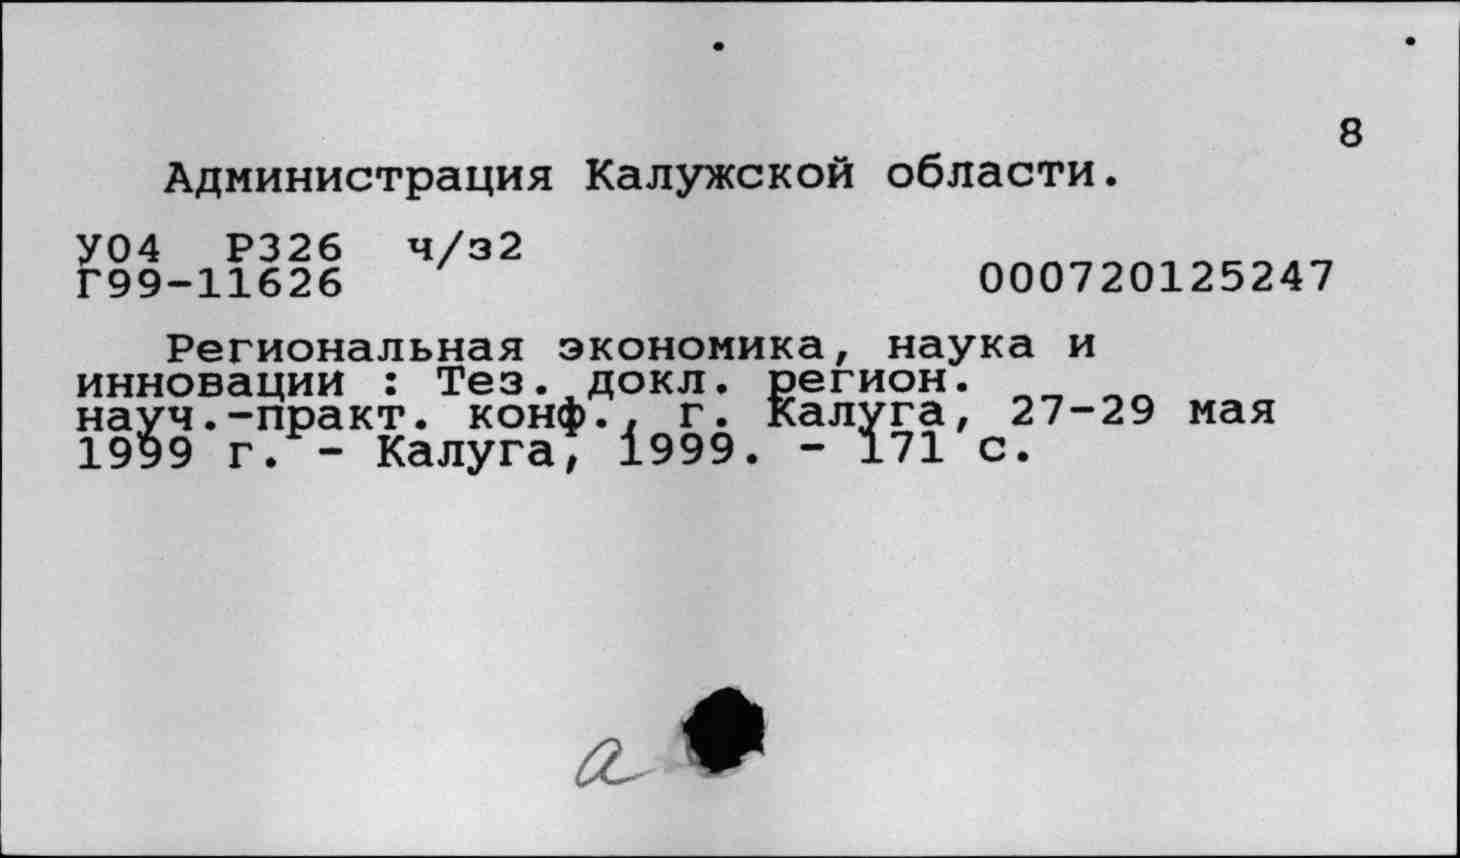 8
Администрация Калужской области.
У04 Р326 ч/з2
Г99-11626 000720125247
Региональная экономика, наука и
инновации : Тез. докл. регион.
науч.-практ. конф., г. Калуга, 27-29 мая
1999 г. - Калуга, 1999. - 171 с.
а